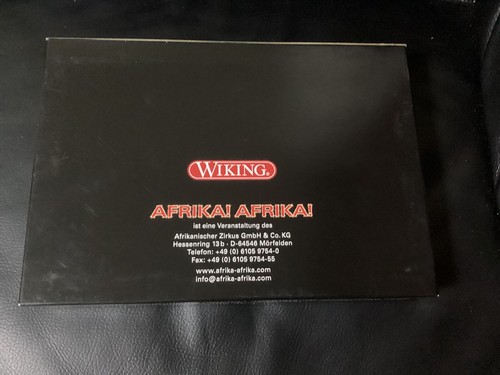 WIKING®
AFRIKA! AFRIKA!
ist eine Veranstaltung des
Afrikanischer Zirkus GmbH & Co. KG
Hessenring 13b · D-64546 Mörfelden
Telefon: +49 (0) 6105 9754-0
Fax: +49 (0) 6105 9754-55
www.afrika-afrika.com
info@afrika-afrika.com